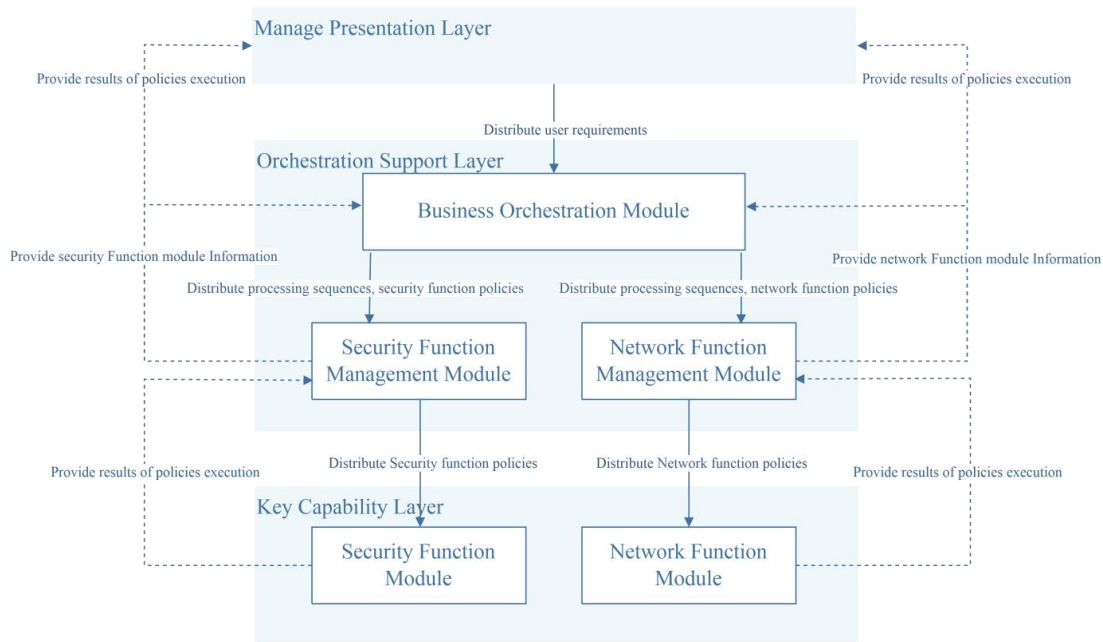 Manage Presentation Layer
Provide results of policies execution
Provide results of policies execution
Distribute user requirements
Orchestration Support Layer
Business Orchestration Module
Provide security Function module Information
Provide network Function module Information
Distribute processing sequences, security function policies
Distribute processing sequences, network function policies
Security Function
Management Module
Network Function
Management Module
Provide results of policies execution
Distribute Security function policies
Distribute Network function policies
Provide results of policies execution
Key Capability Layer
Security Function
Module
Network Function
Module